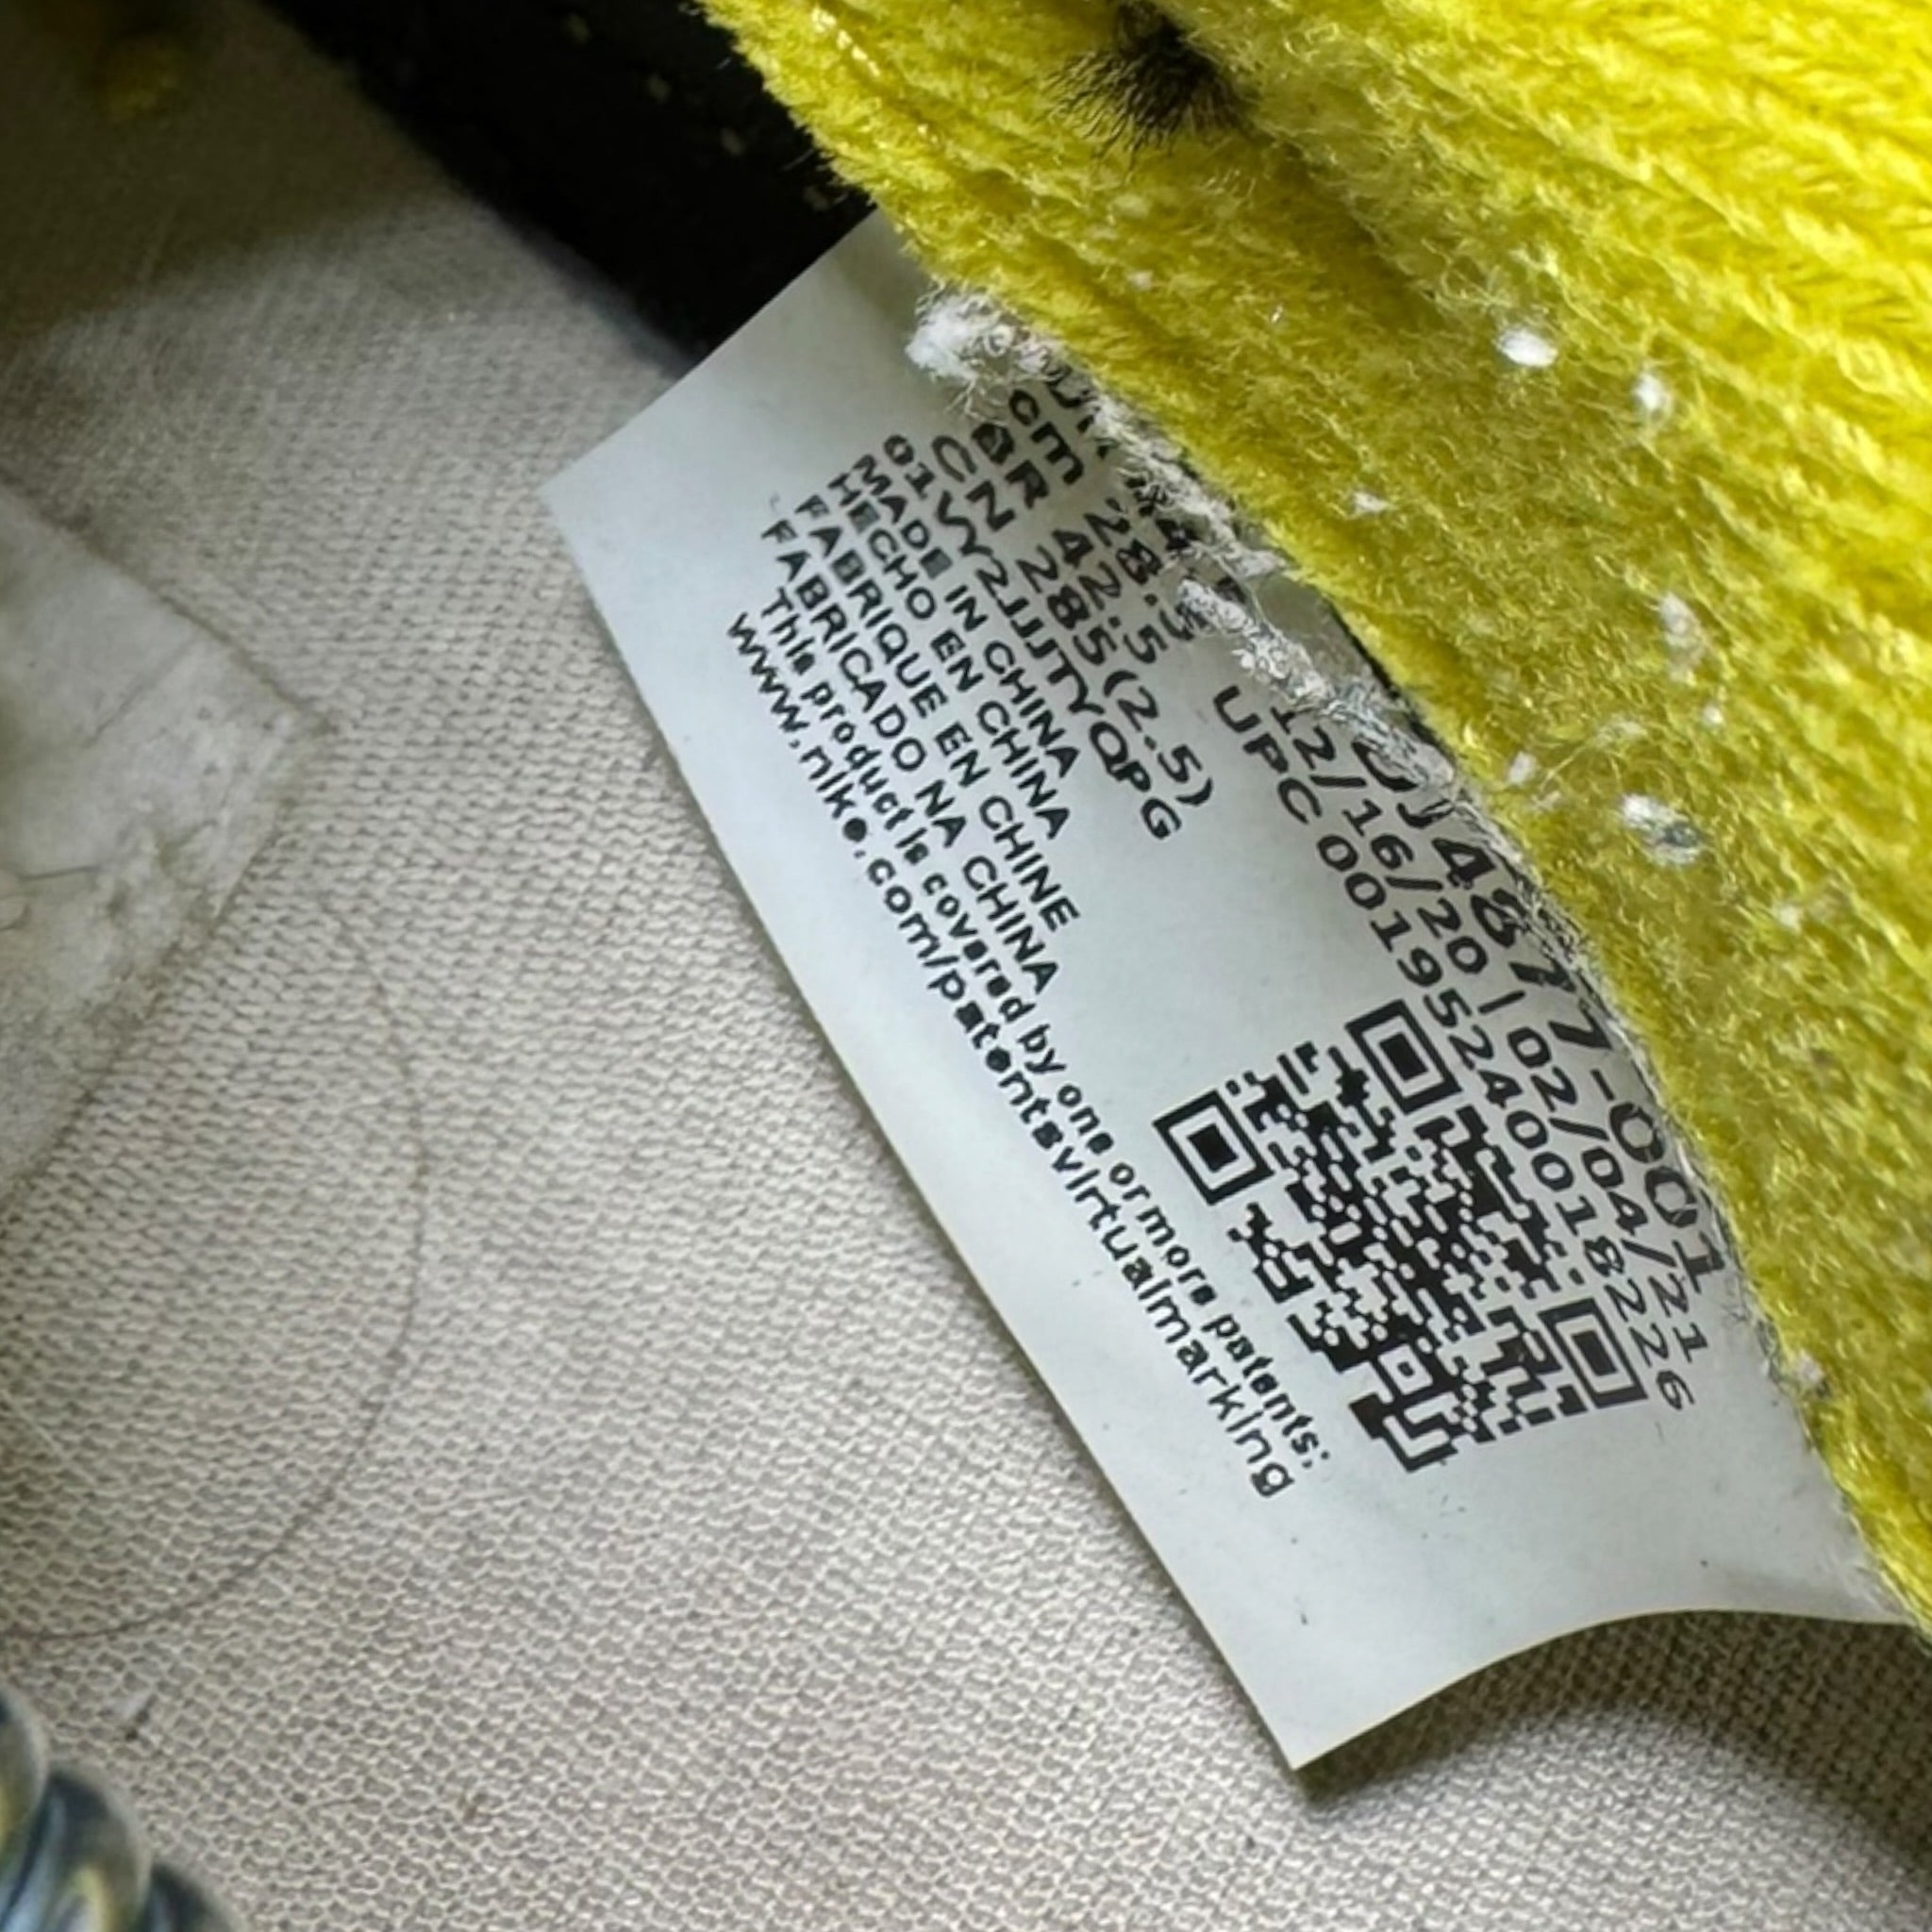 cm 28.5
BR 42.5
CN 285(2.5)
01VY2JJJTYQPG
MADE IN CHINA
HECHO EN CHINA
FABRIQUE EN CHINE
FABRICADO NA CHINA
This product is covered by one or more patents:
www.nike.com/patentsvirtualmarking
4877-001
12/16/20 | 02/04/21
UPC 00195240018226